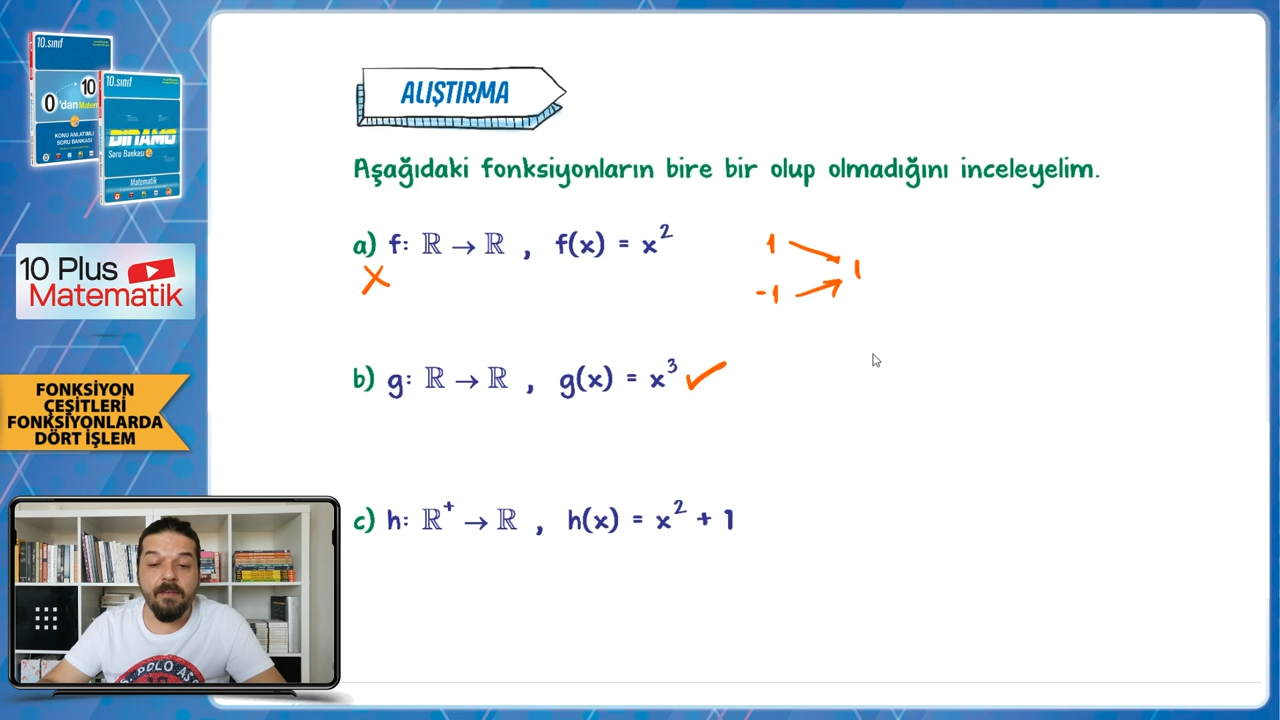 10.sınıf
0'dan 10
KONU ANLATIMLI
SORU BANKASI
10.sınıf
DİNAMO
Soru Bankası
Matematik
10 Plus
Matematik
FONKSİYON
ÇEŞİTLERİ
FONKSİYONLARDA
DÖRT İŞLEM
ALIŞTIRMA
Aşağıdaki fonksiyonların bire bir olup olmadığını inceleyelim.
a) f: ℝ → ℝ , f(x) = x²
X
1
-1
1
b) g: ℝ → ℝ , g(x) = x³ ✓
c) h: ℝ⁺ → ℝ , h(x) = x² + 1